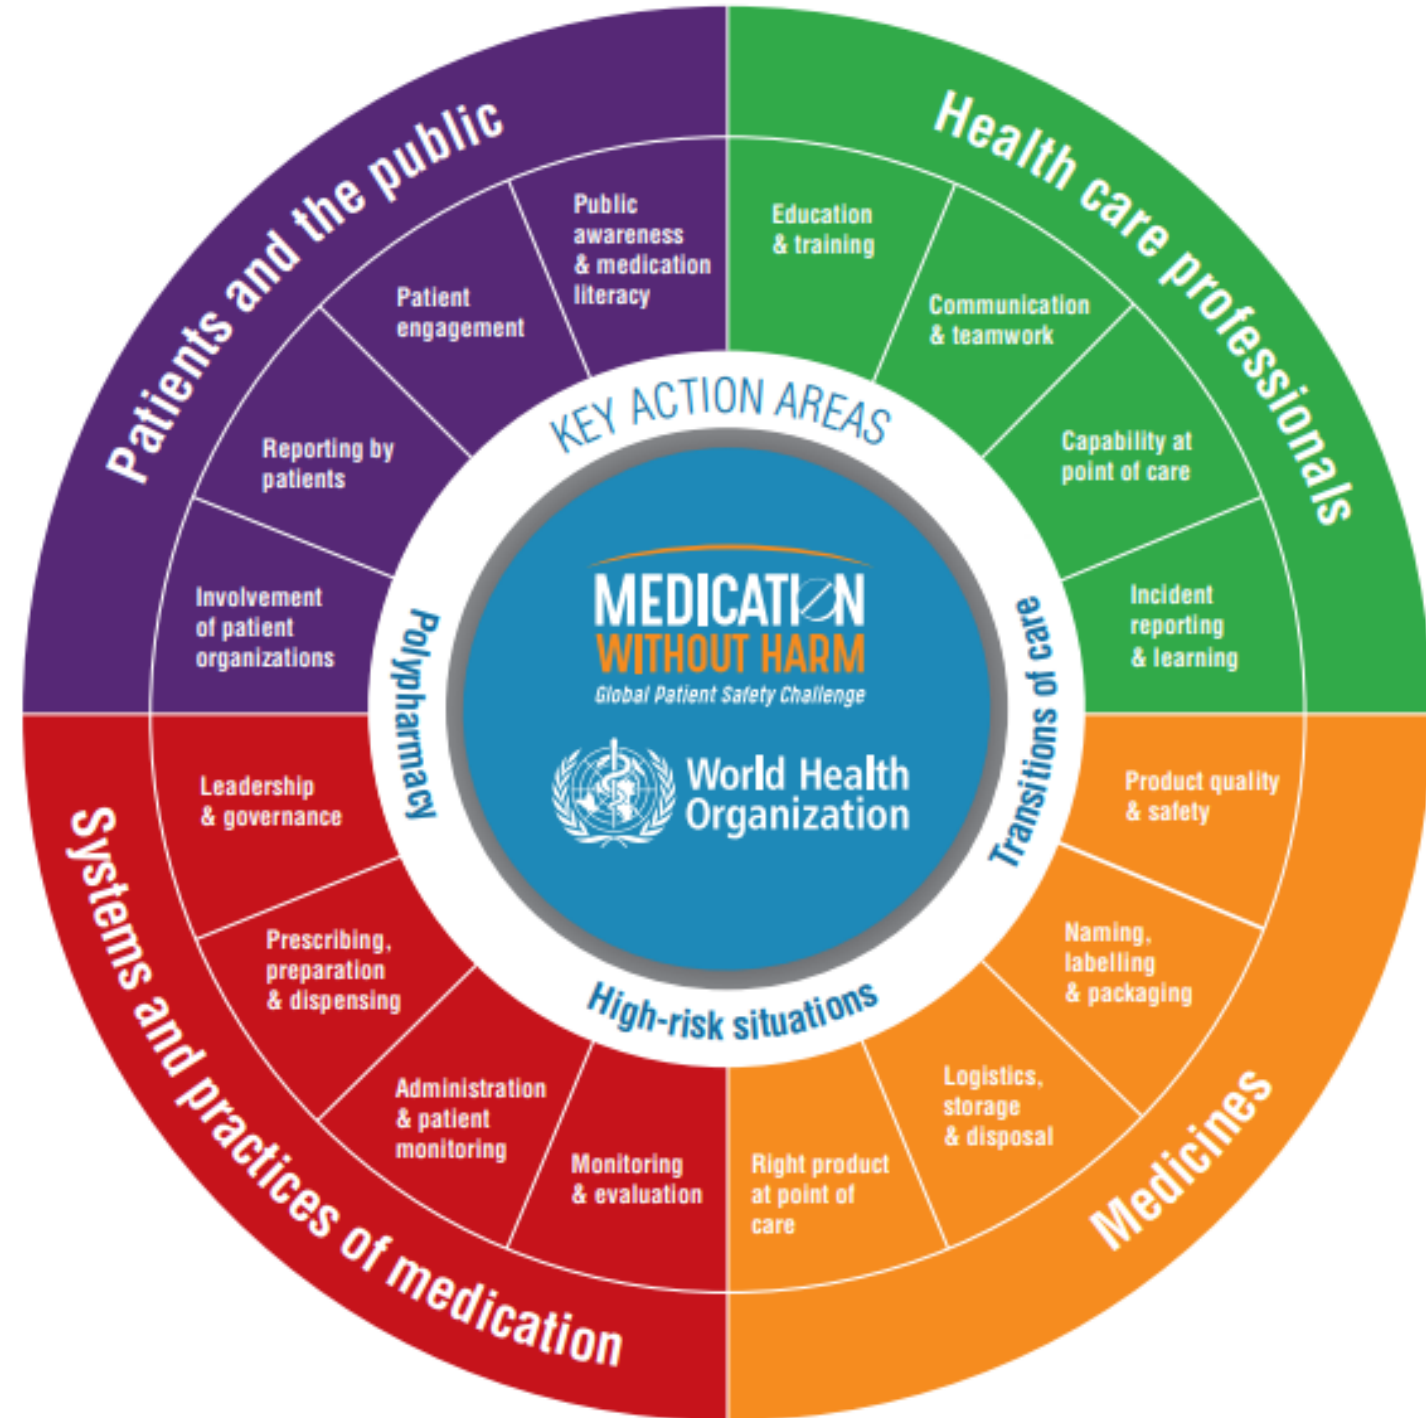 Patients and the public
Public
awareness
& medication
literacy
Patient
engagement
Reporting by
patients
Involvement
of patient
organizations
Health care professionals
Education
& training
Communication
& teamwork
Capability at
point of care
Incident
reporting
& learning
KEY ACTION AREAS
Polypharmacy
Transitions of care
High-risk situations
MEDICATION
WITHOUT HARM
Global Patient Safety Challenge
World Health
Organization
Systems and practices of medication
Leadership
& governance
Prescribing,
preparation
& dispensing
Administration
& patient
monitoring
Monitoring
& evaluation
Medicines
Product quality
& safety
Naming,
labelling
& packaging
Logistics,
storage
& disposal
Right product
at point of
care